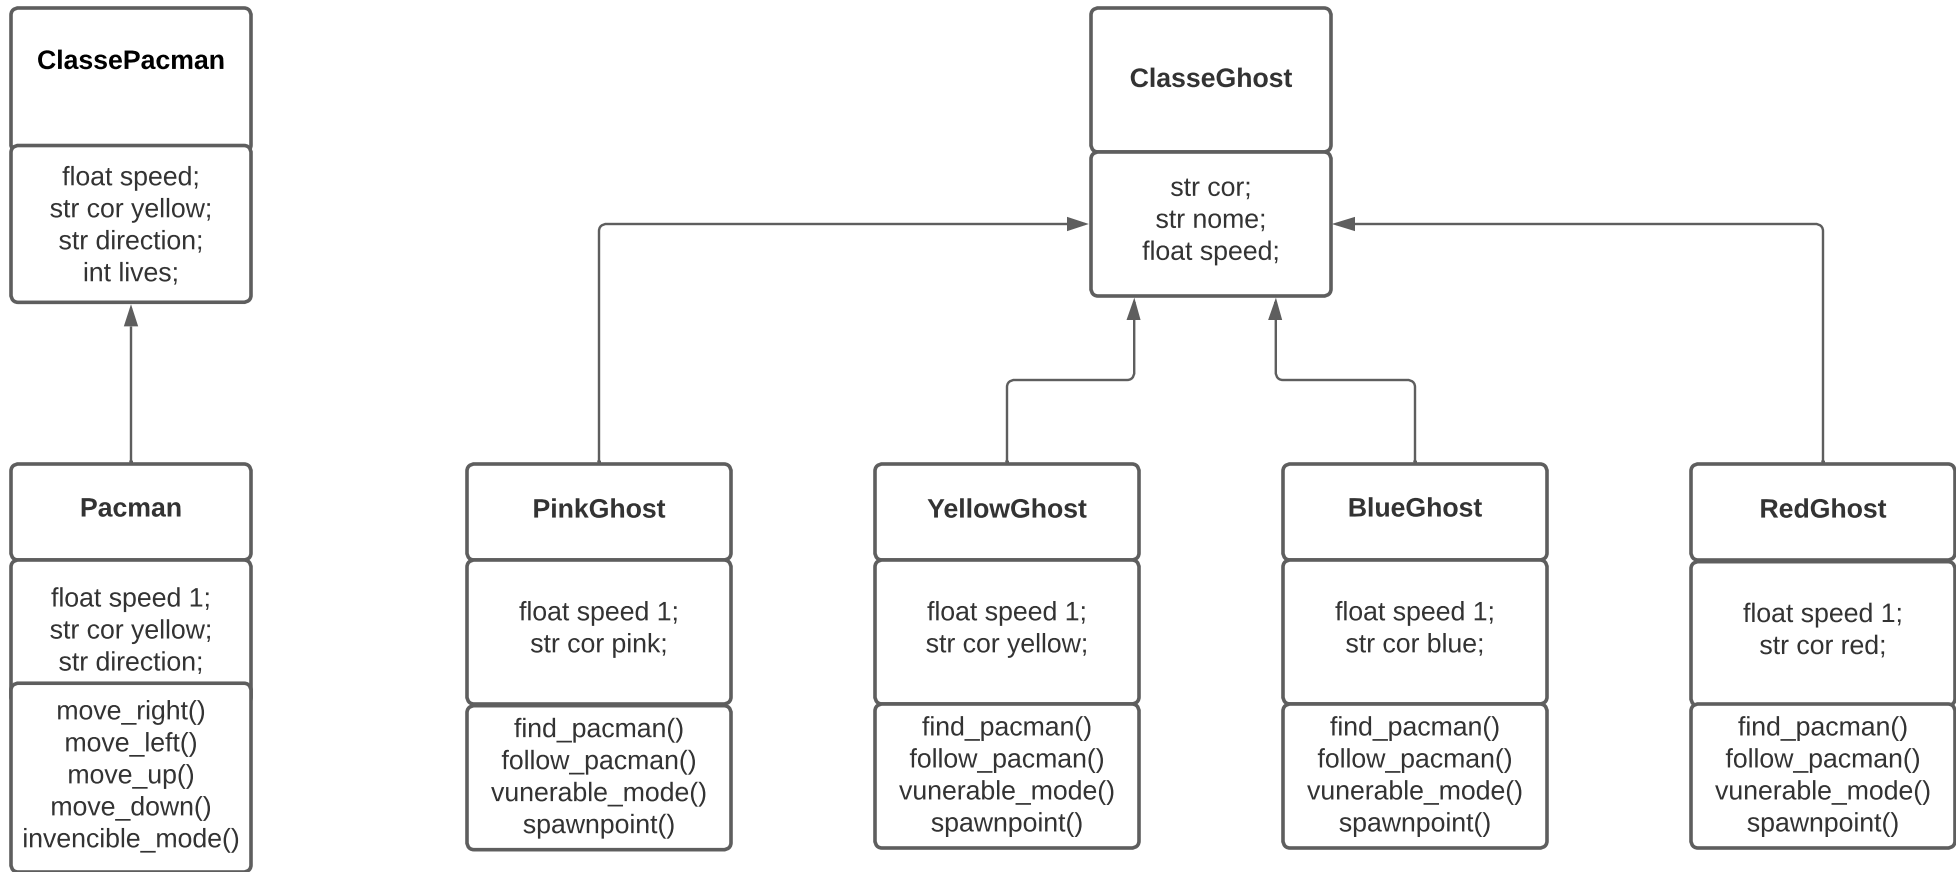 ClassePacman
float speed;
str cor yellow;
str direction;
int lives;
ClasseGhost
str cor;
str nome;
float speed;
Pacman
float speed 1;
str cor yellow;
str direction;
move_right()
move_left()
move_up()
move_down()
invencible_mode()
PinkGhost
float speed 1;
str cor pink;
find_pacman()
follow_pacman()
vunerable_mode()
spawnpoint()
YellowGhost
float speed 1;
str cor yellow;
find_pacman()
follow_pacman()
vunerable_mode()
spawnpoint()
BlueGhost
float speed 1;
str cor blue;
find_pacman()
follow_pacman()
vunerable_mode()
spawnpoint()
RedGhost
float speed 1;
str cor red;
find_pacman()
follow_pacman()
vunerable_mode()
spawnpoint()